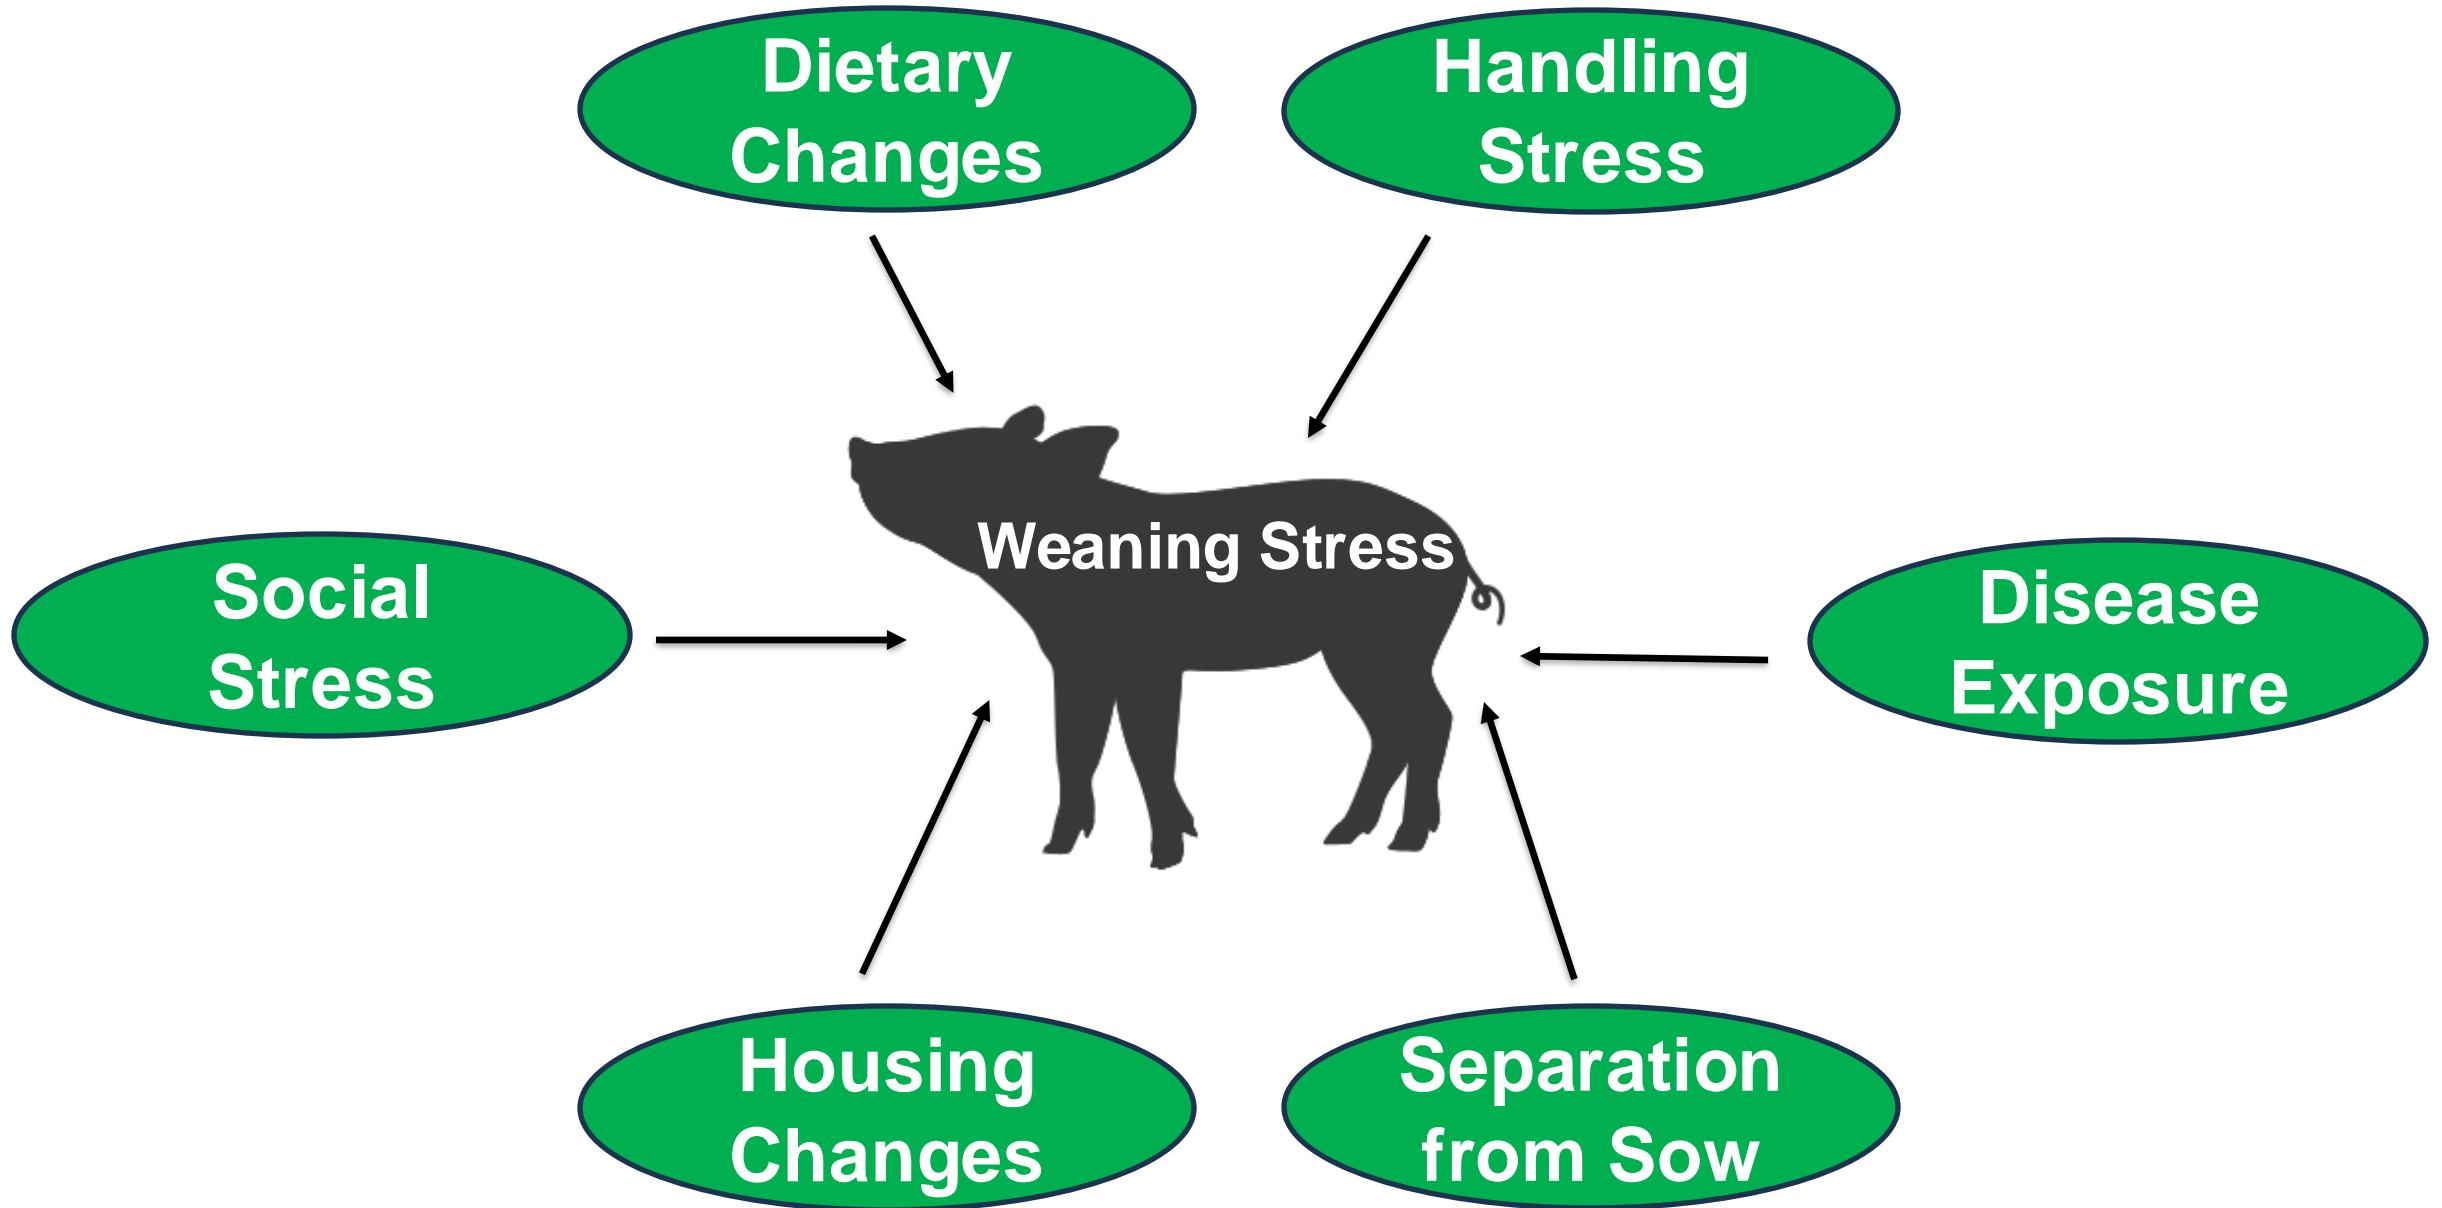 Dietary
Changes
Handling
Stress
Weaning Stress
Social
Stress
Disease
Exposure
Housing
Changes
Separation
from Sow